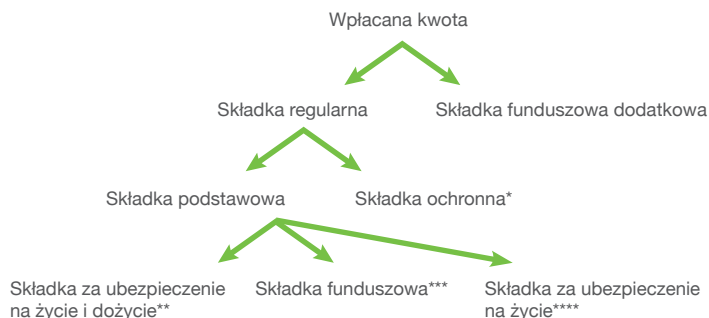 Wpłacana kwota
Składka regularna
Składka funduszowa dodatkowa
Składka podstawowa
Składka ochronna*
Składka za ubezpieczenie
na życie i dożycie**
Składka funduszowa***
Składka za ubezpieczenie
na życie****